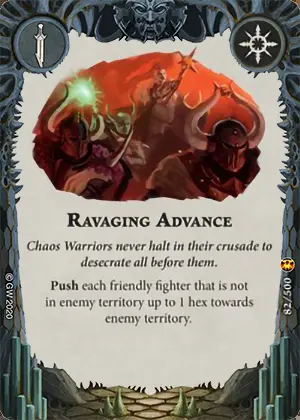 RAVAGING ADVANCE
Chaos Warriors never halt in their crusade to
desecrate all before them.
Push each friendly fighter that is not
in enemy territory up to 1 hex towards
enemy territory.
© GW 2020
82/500